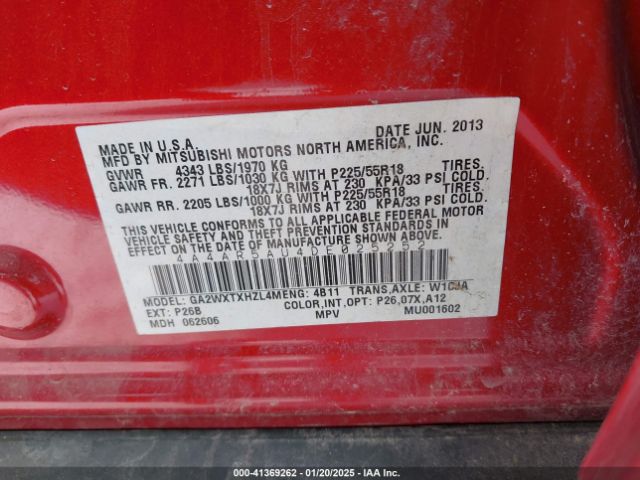 MADE IN U.S.A. DATE JUN. 2013
MFD BY MITSUBISHI MOTORS NORTH AMERICA, INC.
GVWR 4343 LBS/1970 KG
GAWR FR. 2271 LBS/1030 KG WITH P225/55R18 TIRES.
18X7J RIMS AT 230 KPA/33 PSI COLD.
GAWR RR. 2205 LBS/1000 KG WITH P225/55R18 TIRES.
18X7J RIMS AT 230 KPA/33 PSI COLD.
THIS VEHICLE CONFORMS TO ALL APPLICABLE FEDERAL MOTOR
VEHICLE SAFETY AND THEFT PREVENTION STANDARDS IN
EFFECT ON THE DATE OF MANUFACTURE SHOWN ABOVE.
4A4AR5AU4DE025252
MODEL: GA2WXTXHZL4MENG: 4B11 TRANS,AXLE: W1CJA
EXT: P26B COLOR,INT,OPT: P26,07X,A12
MDH 062606 MPV MU001602
000-41369262 - 01/20/2025 - IAAI.COM